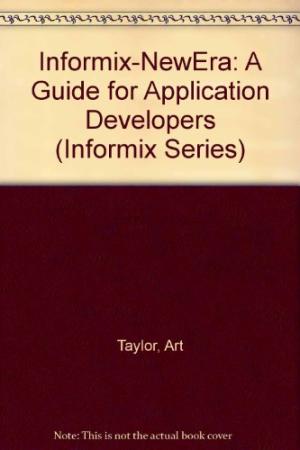 Informix-NewEra: A
Guide for Application
Developers
(Informix Series)
Taylor, Art
Note: This is not the actual book cover